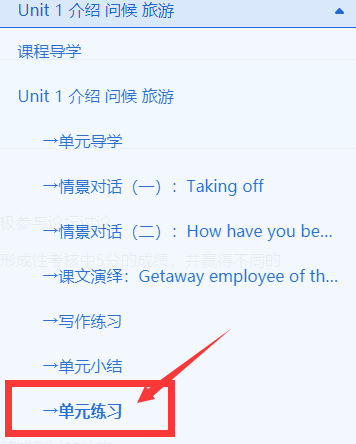 Unit 1 介绍 问候 旅游
课程导学
Unit 1 介绍 问候 旅游
→单元导学
→情景对话（一）：Taking off
→情景对话（二）：How have you be...
→课文演绎：Getaway employee of th...
→写作练习
→单元小结
→单元练习